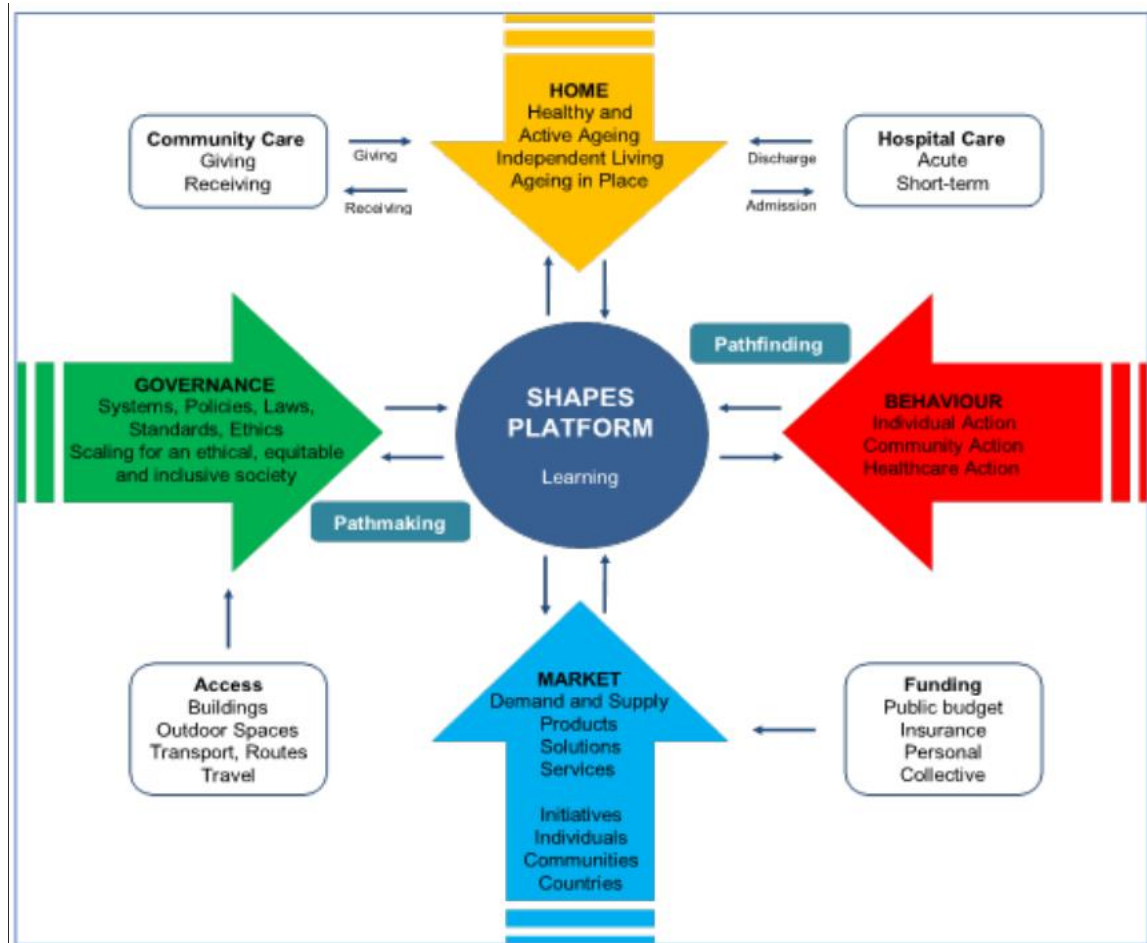 HOME
Healthy and
Active Ageing
Independent Living
Ageing in Place
Community Care
Giving
Receiving
Giving
Receiving
Discharge
Admission
Hospital Care
Acute
Short-term
Pathfinding
GOVERNANCE
Systems, Policies, Laws,
Standards, Ethics
Scaling for an ethical, equitable
and inclusive society
SHAPES
PLATFORM
Learning
BEHAVIOUR
Individual Action
Community Action
Healthcare Action
Pathmaking
Access
Buildings
Outdoor Spaces
Transport, Routes
Travel
MARKET
Demand and Supply
Products
Solutions
Services
Initiatives
Individuals
Communities
Countries
Funding
Public budget
Insurance
Personal
Collective